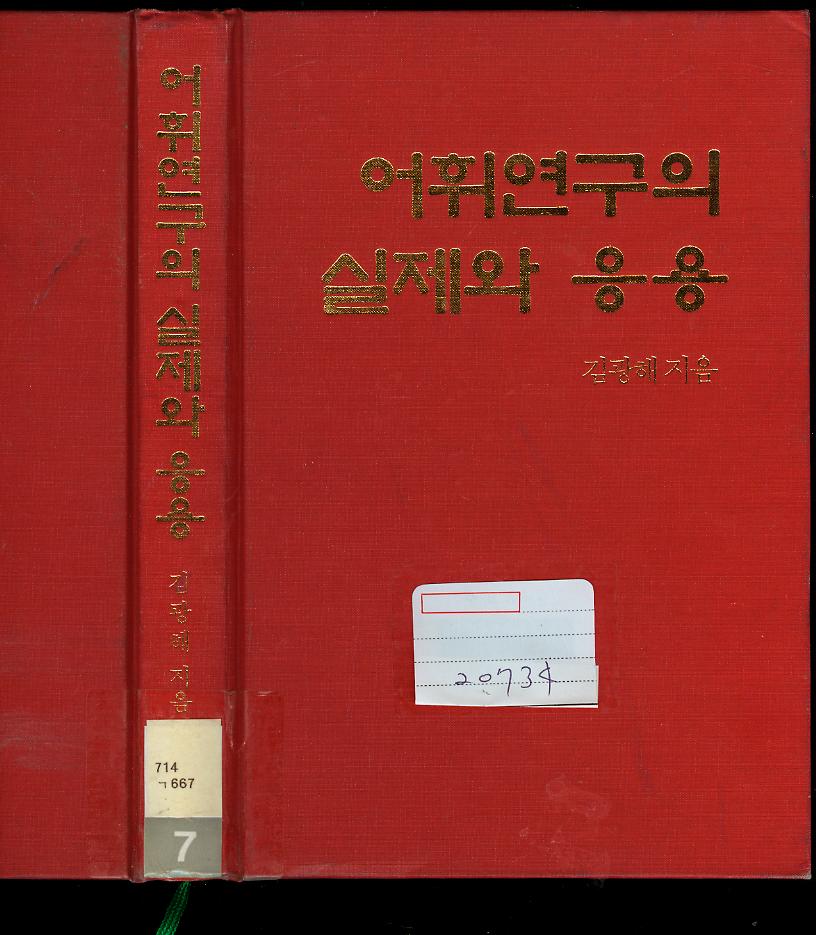 어휘연구의 실제와 응용
김광해 지음
714
ㄱ667
7
어휘연구의
실제와 응용
김광해 지음
20734